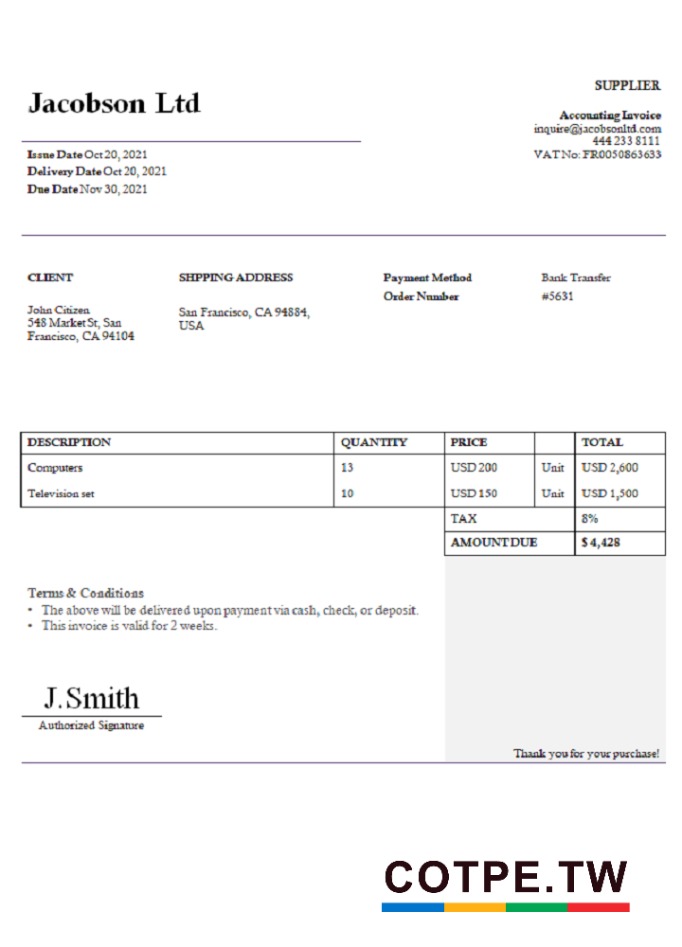 Jacobson Ltd
SUPPLIER
Accounting Invoice
inquire@jacobsonltd.com
444 233 8111
VAT No: FR0050863633
Issue Date Oct 20, 2021
Delivery Date Oct 20, 2021
Due Date Nov 30, 2021
CLIENT
John Citizen
548 Market St, San
Francisco, CA 94104
SHPPING ADDRESS
San Francisco, CA 94884,
USA
Payment Method Bank Transfer
Order Number #5631
DESCRIPTION QUANTITY PRICE TOTAL
Computers 13 USD 200 Unit USD 2,600
Television set 10 USD 150 Unit USD 1,500
TAX 8%
AMOUNT DUE $ 4,428
Terms & Conditions
• The above will be delivered upon payment via cash, check, or deposit.
• This invoice is valid for 2 weeks.
J.Smith
Authorized Signature
Thank you for your purchase!
COTPE.TW